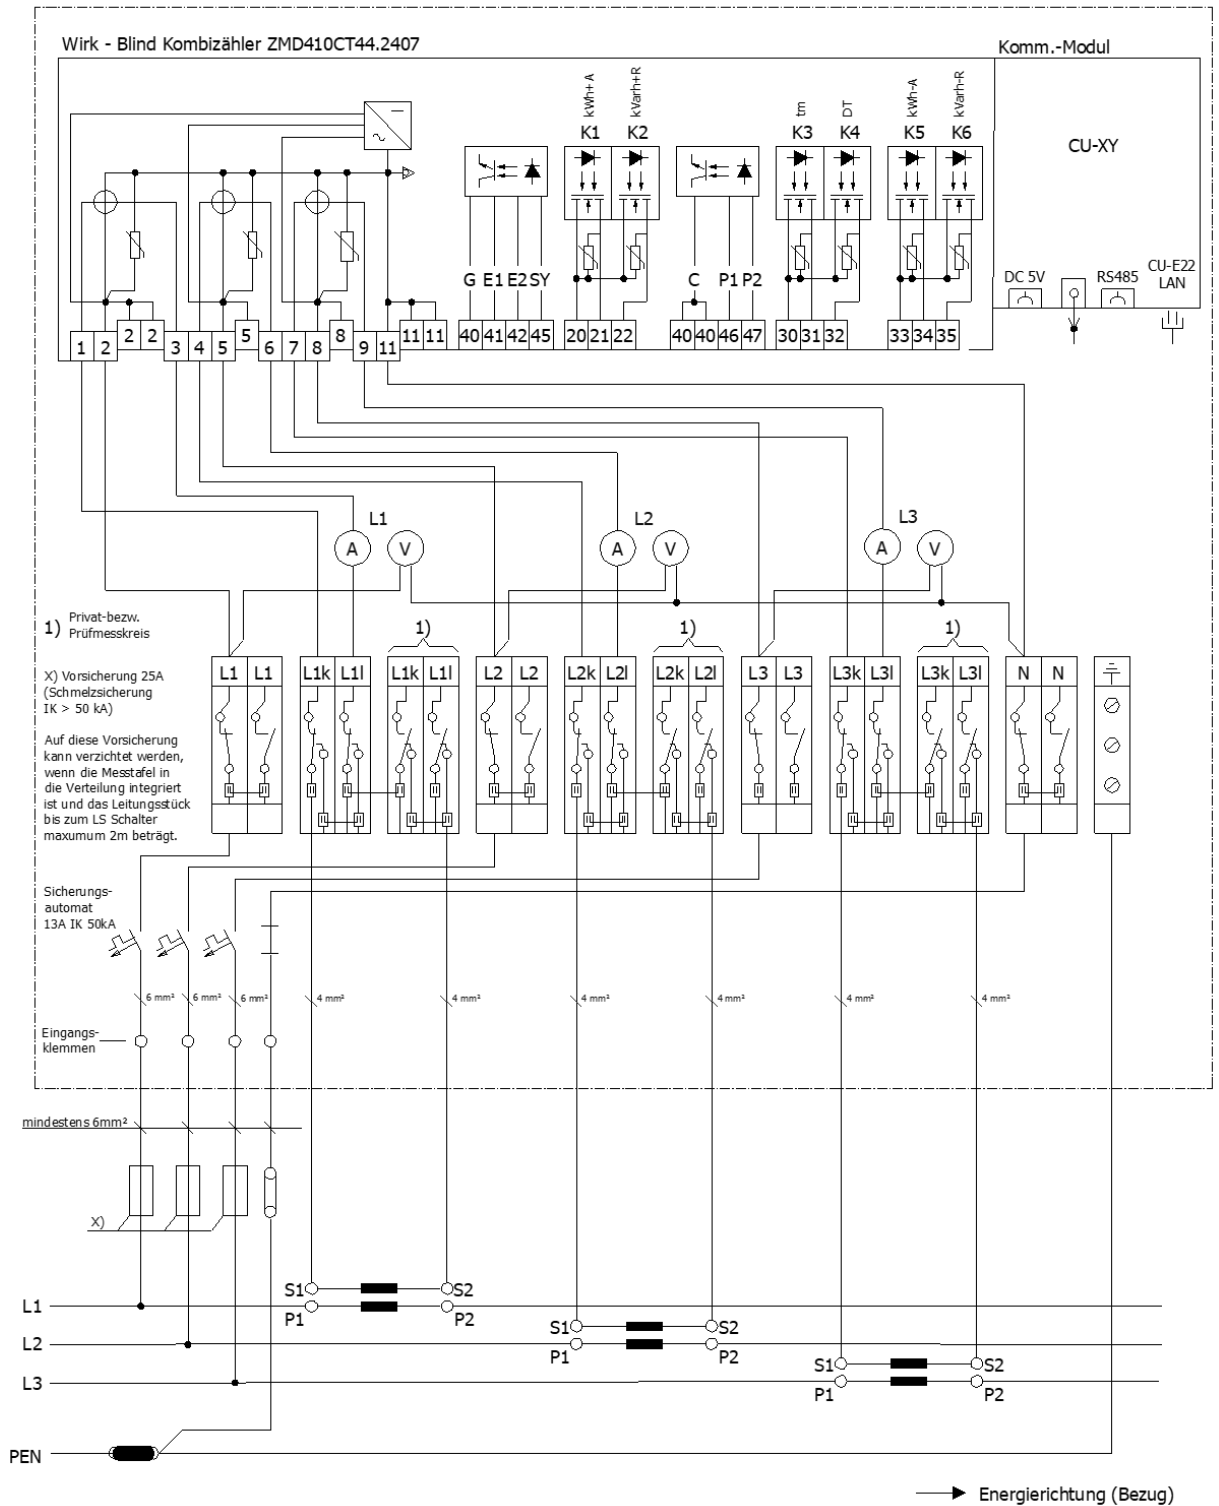 Wirk - Blind Kombizähler ZMD410CT44.2407
Komm.-Modul
kWh+A
kVarh+R
tm
DT
kWh-A
kVarh-R
K1 K2 K3 K4 K5 K6
CU-XY
G E1 E2 SY
C P1 P2
DC 5V
RS485
CU-E22
LAN
1 2 2 2 3 4 5 5 6 7 8 8 9 11 11 11
40 41 42 45
20 21 22
40 40 46 47
30 31 32
33 34 35
L1
A V
L2
A V
L3
A V
1) Privat-bezw.
Prüfmesskreis
1) 1) 1)
L1 L1 L1k L1l L1k L1l L2 L2 L2k L2l L2k L2l L3 L3 L3k L3l L3k L3l N N
X) Vorsicherung 25A
(Schmelzsicherung
IK > 50 kA)
Auf diese Vorsicherung
kann verzichtet werden,
wenn die Messtafel in
die Verteilung integriert
ist und das Leitungsstück
bis zum LS Schalter
maxumum 2m beträgt.
Sicherungs-
automat
13A IK 50kA
6 mm² 6 mm² 6 mm² 4 mm² 4 mm² 4 mm² 4 mm² 4 mm² 4 mm²
Eingangs-
klemmen
mindestens 6mm²
X)
S1 S2
L1
P1 P2
S1 S2
L2
P1 P2
S1 S2
L3
P1 P2
PEN
Energierichtung (Bezug)